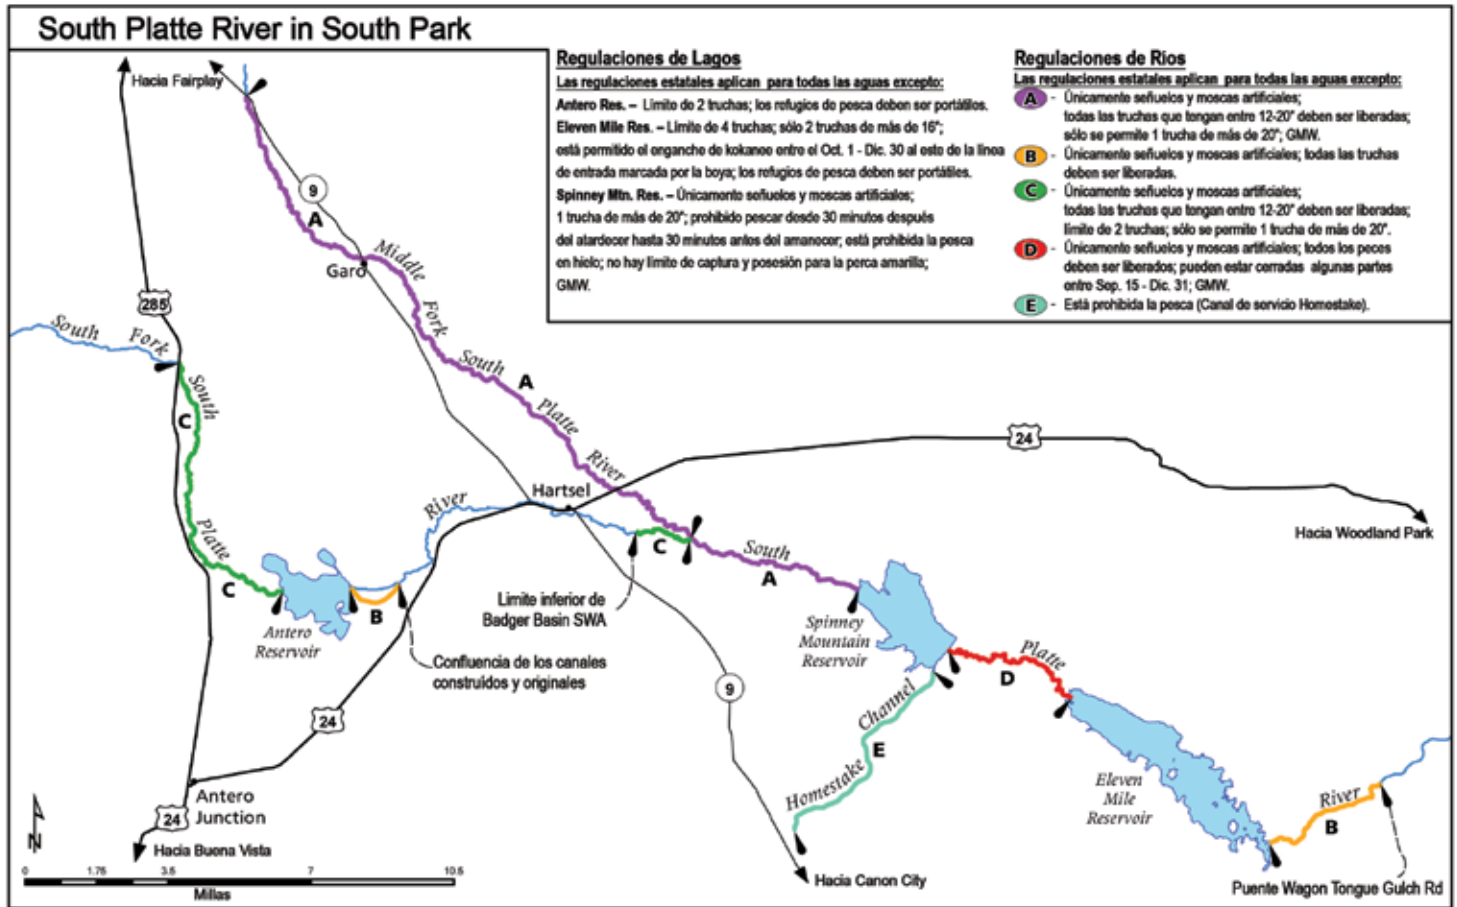 South Platte River in South Park
Regulaciones de Lagos
Las regulaciones estatales aplican para todas las aguas excepto:
Antero Res. – Limite de 2 truchas; los refugios de pesca deben ser portátiles.
Eleven Mile Res. – Limite de 4 truchas; sólo 2 truchas de más de 16";
está permitido el enganche de kokanee entre el Oct. 1 - Dic. 30 al este de la línea
de entrada marcada por la boya; los refugios de pesca deben ser portátiles.
Spinney Mtn. Res. – Únicamente señuelos y moscas artificiales;
1 trucha de más de 20"; prohibido pescar desde 30 minutos después
del atardecer hasta 30 minutos antes del amanecer; está prohibida la pesca
en hielo; no hay límite de captura y posesión para la perca amarilla;
GMW.
Regulaciones de Ríos
Las regulaciones estatales aplican para todas las aguas excepto:
A - Únicamente señuelos y moscas artificiales;
todas las truchas que tengan entre 12-20" deben ser liberadas;
sólo se permite 1 trucha de más de 20"; GMW.
B - Únicamente señuelos y moscas artificiales; todas las truchas
deben ser liberadas.
C - Únicamente señuelos y moscas artificiales;
todas las truchas que tengan entre 12-20" deben ser liberadas;
límite de 2 truchas; sólo se permite 1 trucha de más de 20".
D - Únicamente señuelos y moscas artificiales; todos los peces
deben ser liberados; pueden estar cerradas algunas partes
entre Sep. 15 - Dic. 31; GMW.
E - Está prohibida la pesca (Canal de servicio Homestake).
Hacia Fairplay
9
A
Garo
Middle
Fork
285
South Fork
South
C
Platte
C
South
A
Platte
River
24
Hacia Woodland Park
Hartsel
River
C
South
A
B
Antero
Reservoir
Limite inferior de
Badger Basin SWA
Confluencia de los canales
construídos y originales
Spinney
Mountain
Reservoir
Platte
D
9
24
Homestake Channel
E
Eleven
Mile
Reservoir
River
B
Antero
Junction
24
Hacia Buena Vista
Hacia Canon City
Puente Wagon Tongue Gulch Rd
N
0 1.75 3.5 7 10.5
Millas